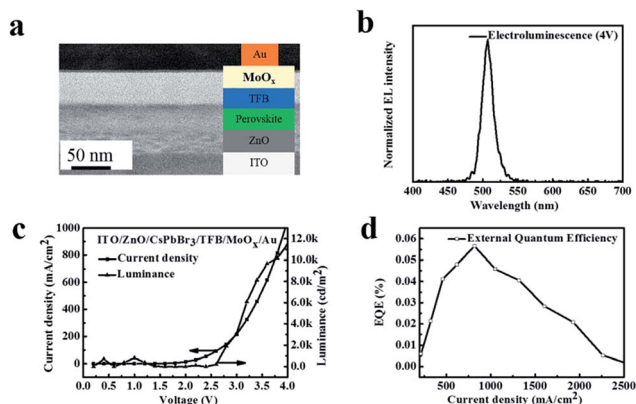 a
Au
MoOx
TFB
Perovskite
ZnO
ITO
50 nm
b
Electroluminescence (4V)
Normalized EL intensity
400 450 500 550 600 650 700
Wavelength (nm)
c
ITO/ZnO/CsPbBr3/TFB/MoOx/Au
Current density
Luminance
1000
800
600
400
200
0
Current density (mA/cm²)
12.0k
10.0k
8.0k
6.0k
4.0k
2.0k
0.0
Luminance (cd/m²)
0.0 0.5 1.0 1.5 2.0 2.5 3.0 3.5 4.0
Voltage (V)
d
External Quantum Efficiency
0.06
0.05
0.04
0.03
0.02
0.01
0.00
EQE (%)
500 1000 1500 2000 2500
Current density (mA/cm²)